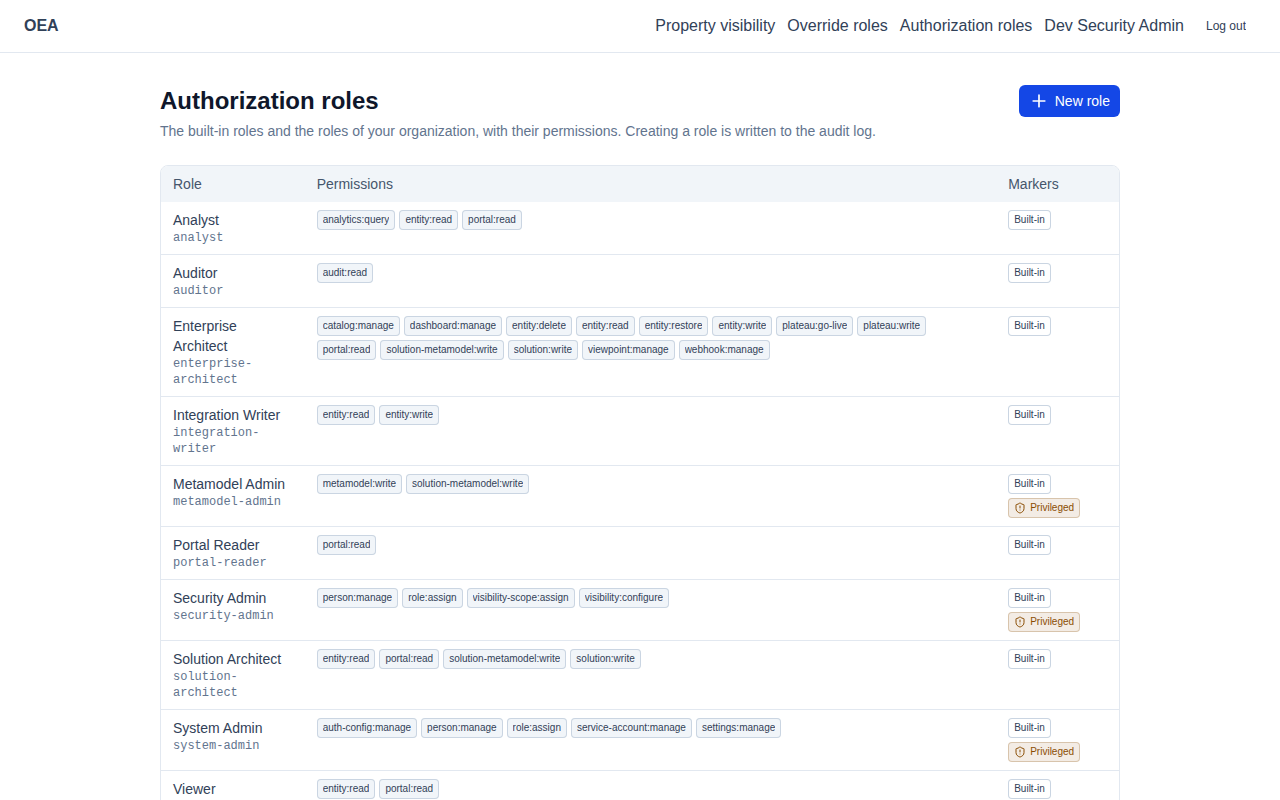 OEA
Property visibility Override roles Authorization roles Dev Security Admin Log out
Authorization roles
New role
The built-in roles and the roles of your organization, with their permissions. Creating a role is written to the audit log.
Role Permissions Markers
Analyst analytics:query entity:read portal:read Built-in
analyst
Auditor audit:read Built-in
auditor
Enterprise catalog:manage dashboard:manage entity:delete entity:read entity:restore entity:write plateau:go-live plateau:write Built-in
Architect portal:read solution-metamodel:write solution:write viewpoint:manage webhook:manage
enterprise-
architect
Integration Writer entity:read entity:write Built-in
integration-
writer
Metamodel Admin metamodel:write solution-metamodel:write Built-in
metamodel-admin Privileged
Portal Reader portal:read Built-in
portal-reader
Security Admin person:manage role:assign visibility-scope:assign visibility:configure Built-in
security-admin Privileged
Solution Architect entity:read portal:read solution-metamodel:write solution:write Built-in
solution-
architect
System Admin auth-config:manage person:manage role:assign service-account:manage settings:manage Built-in
system-admin Privileged
Viewer entity:read portal:read Built-in